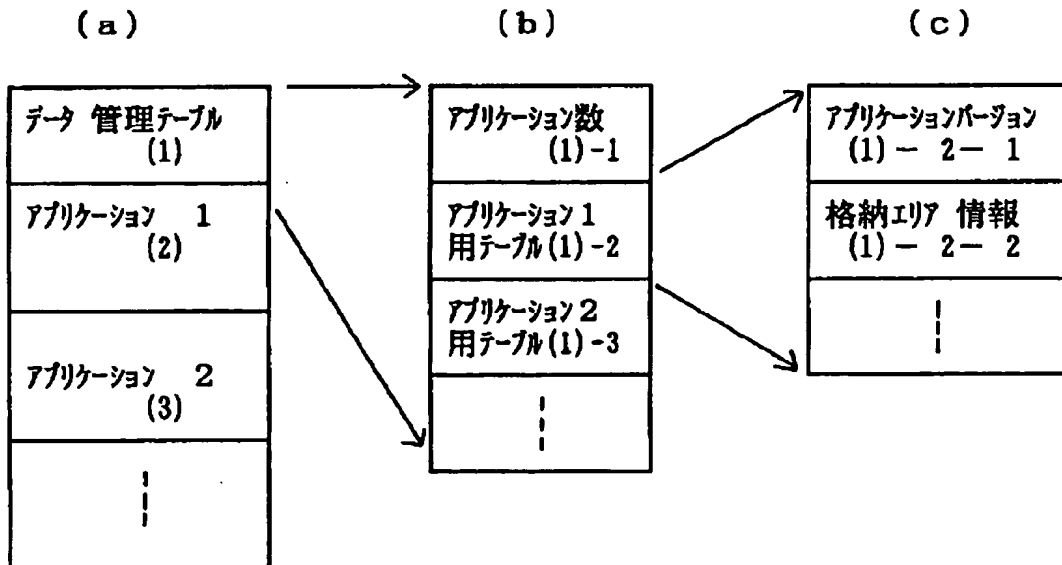 (a)
データ 管理テーブル
(1)
アプリケーション 1
(2)
アプリケーション 2
(3)
(b)
アプリケーション数
(1)-1
アプリケーション1
用テーブル(1)-2
アプリケーション2
用テーブル(1)-3
(c)
アプリケーションバージョン
(1)- 2- 1
格納エリア 情報
(1)- 2- 2